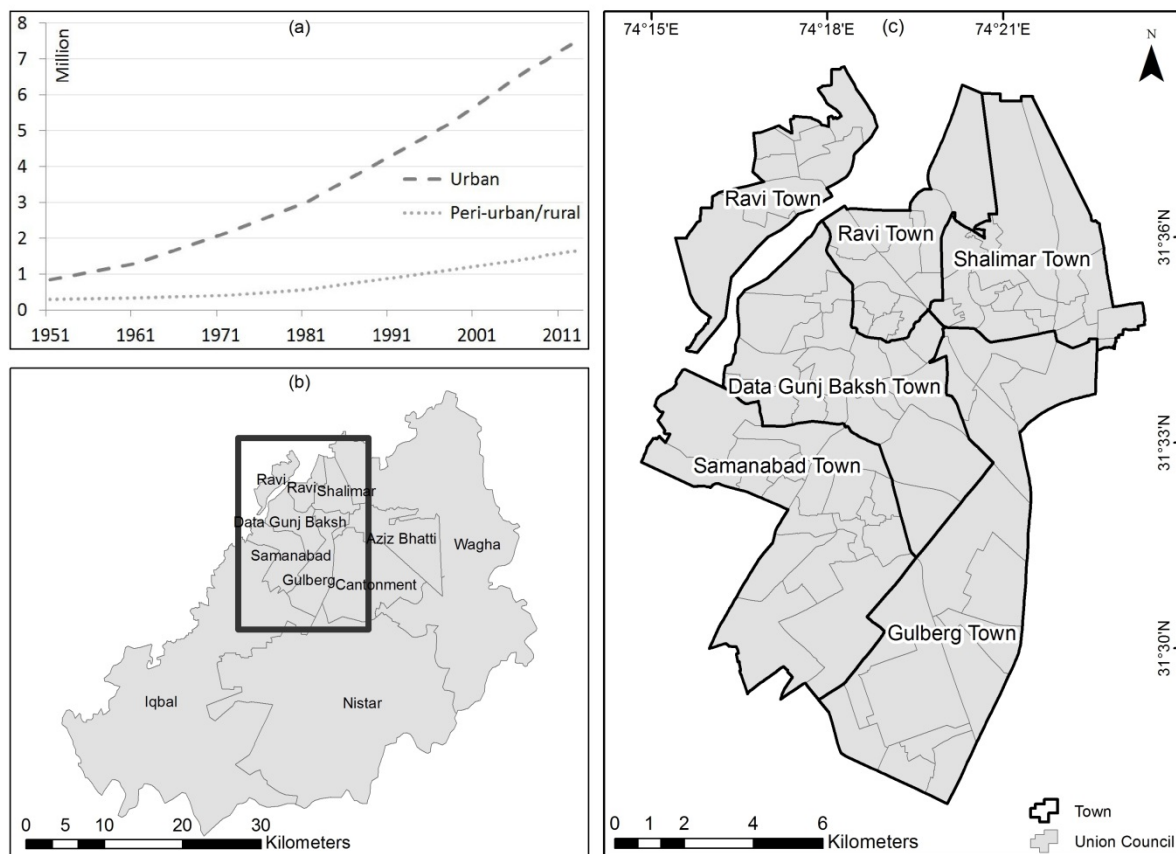 (a)
Million
8
7
6
5
4
3
2
1
0
Urban
Peri-urban/rural
1951 1961 1971 1981 1991 2001 2011
(b)
Ravi
Ravi
Shalimar
Data Gunj Baksh
Aziz Bhatti
Wagha
Samanabad
Gulberg
Cantonment
Iqbal
Nistar
0 5 10 20 30
Kilometers
74°15'E 74°18'E 74°21'E
(c)
N
Ravi Town
Ravi Town
Shalimar Town
31°36'N
Data Gunj Baksh Town
31°33'N
Samanabad Town
Gulberg Town
31°30'N
Town
Union Council
0 1 2 4 6
Kilometers